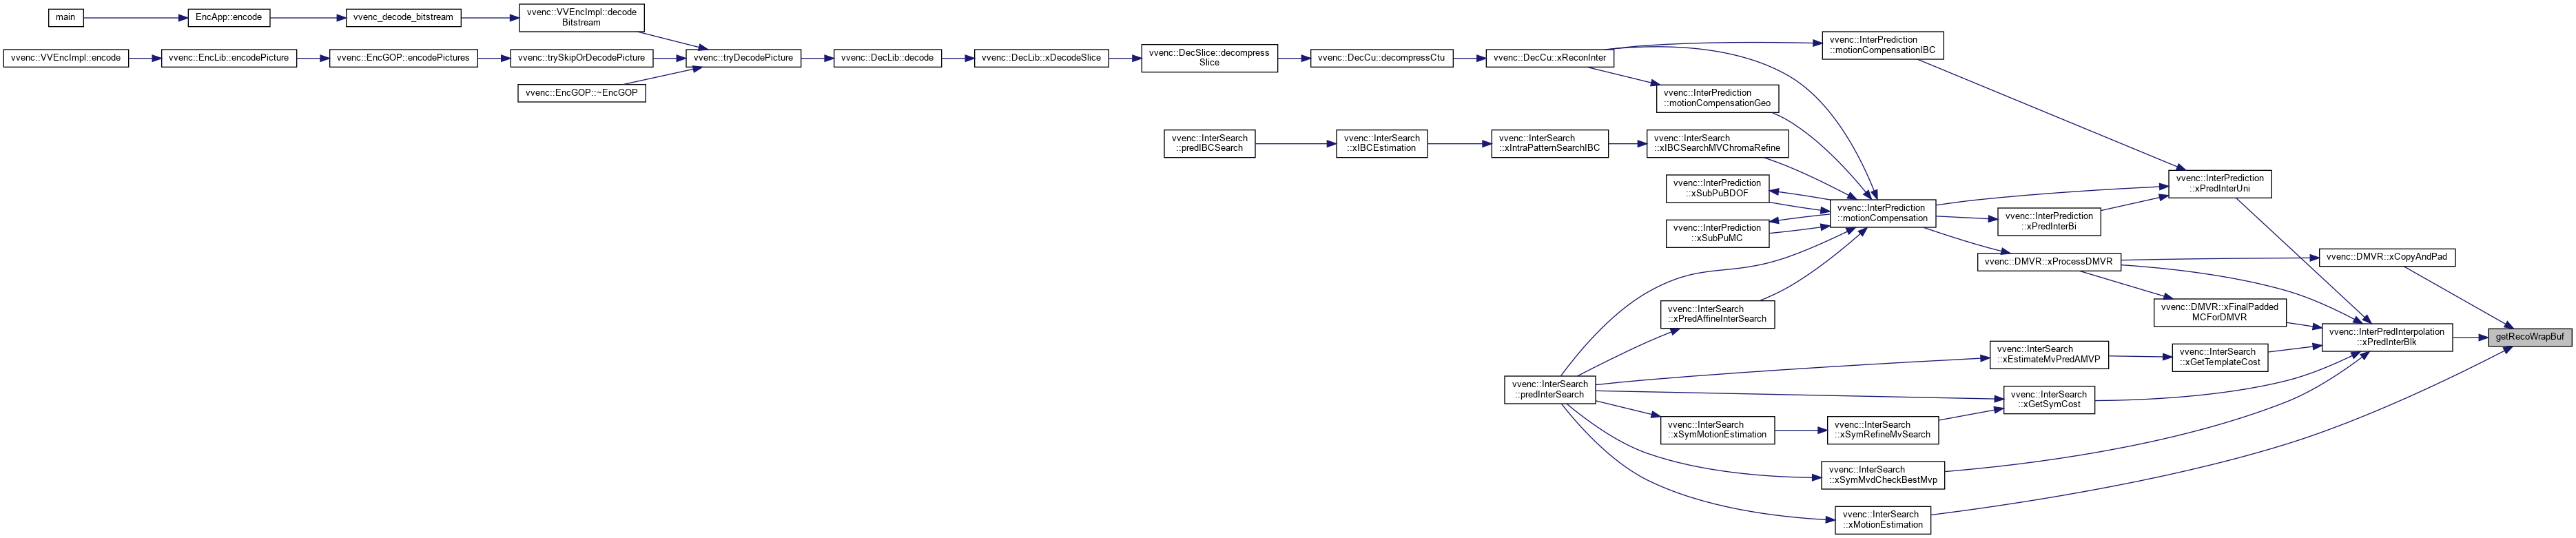 main
EncApp::encode
vvenc_decode_bitstream
vvenc::VVEncImpl::decode
Bitstream
vvenc::VVEncImpl::encode
vvenc::EncLib::encodePicture
vvenc::EncGOP::encodePictures
vvenc::trySkipOrDecodePicture
vvenc::tryDecodePicture
vvenc::DecLib::decode
vvenc::DecLib::xDecodeSlice
vvenc::DecSlice::decompress
Slice
vvenc::DecCu::decompressCtu
vvenc::DecCu::xReconInter
vvenc::InterPrediction
::motionCompensationIBC
vvenc::EncGOP::~EncGOP
vvenc::InterPrediction
::motionCompensationGeo
vvenc::InterSearch
::predIBCSearch
vvenc::InterSearch
::xIBCEstimation
vvenc::InterSearch
::xIntraPatternSearchIBC
vvenc::InterSearch
::xIBCSearchMVChromaRefine
vvenc::InterPrediction
::xSubPuBDOF
vvenc::InterPrediction
::xPredInterUni
vvenc::InterPrediction
::motionCompensation
vvenc::InterPrediction
::xPredInterBi
vvenc::InterPrediction
::xSubPuMC
vvenc::DMVR::xProcessDMVR
vvenc::DMVR::xCopyAndPad
vvenc::InterSearch
::xPredAffineInterSearch
vvenc::DMVR::xFinalPadded
MCForDMVR
vvenc::InterPredInterpolation
::xPredInterBlk
getRecoWrapBuf
vvenc::InterSearch
::xEstimateMvPredAMVP
vvenc::InterSearch
::xGetTemplateCost
vvenc::InterSearch
::predInterSearch
vvenc::InterSearch
::xGetSymCost
vvenc::InterSearch
::xSymMotionEstimation
vvenc::InterSearch
::xSymRefineMvSearch
vvenc::InterSearch
::xSymMvdCheckBestMvp
vvenc::InterSearch
::xMotionEstimation